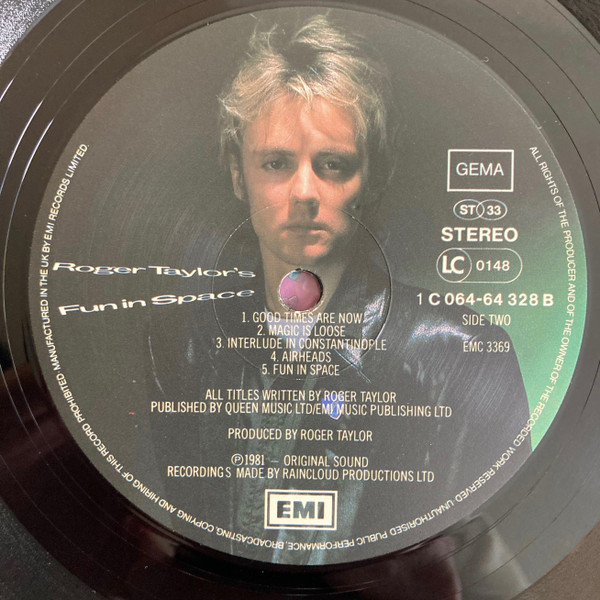 Roger Taylor's
Fun in Space
GEMA
ST 33
STEREO
LC 0148
1 C 064-64 328 B
SIDE TWO
EMC 3369
1. GOOD TIMES ARE NOW
2. MAGIC IS LOOSE
3. INTERLUDE IN CONSTANTINOPLE
4. AIRHEADS
5. FUN IN SPACE
ALL TITLES WRITTEN BY ROGER TAYLOR
PUBLISHED BY QUEEN MUSIC LTD/EMI MUSIC PUBLISHING LTD
PRODUCED BY ROGER TAYLOR
Ⓟ1981 ORIGINAL SOUND
RECORDINGS MADE BY RAINCLOUD PRODUCTIONS LTD
EMI
ALL RIGHTS OF THE PRODUCER AND OF THE OWNER OF THE RECORDED WORK RESERVED. UNAUTHORISED PUBLIC PERFORMANCE, BROADCASTING, COPYING AND HIRING OF THIS RECORD PROHIBITED. MANUFACTURED IN THE UK BY EMI RECORDS LIMITED.